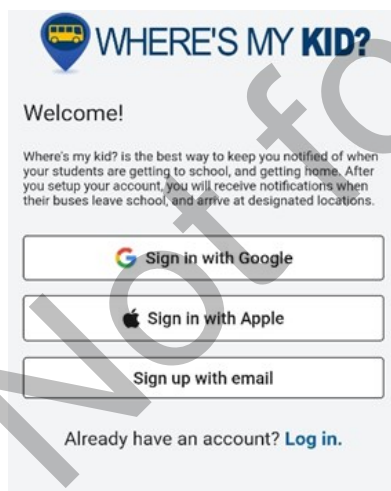 WHERE'S MY KID?
Welcome!
Where's my kid? is the best way to keep you notified of when
your students are getting to school, and getting home. After
you setup your account, you will receive notifications when
their buses leave school, and arrive at designated locations.
Sign in with Google
Sign in with Apple
Sign up with email
Already have an account? Log in.
Not fo